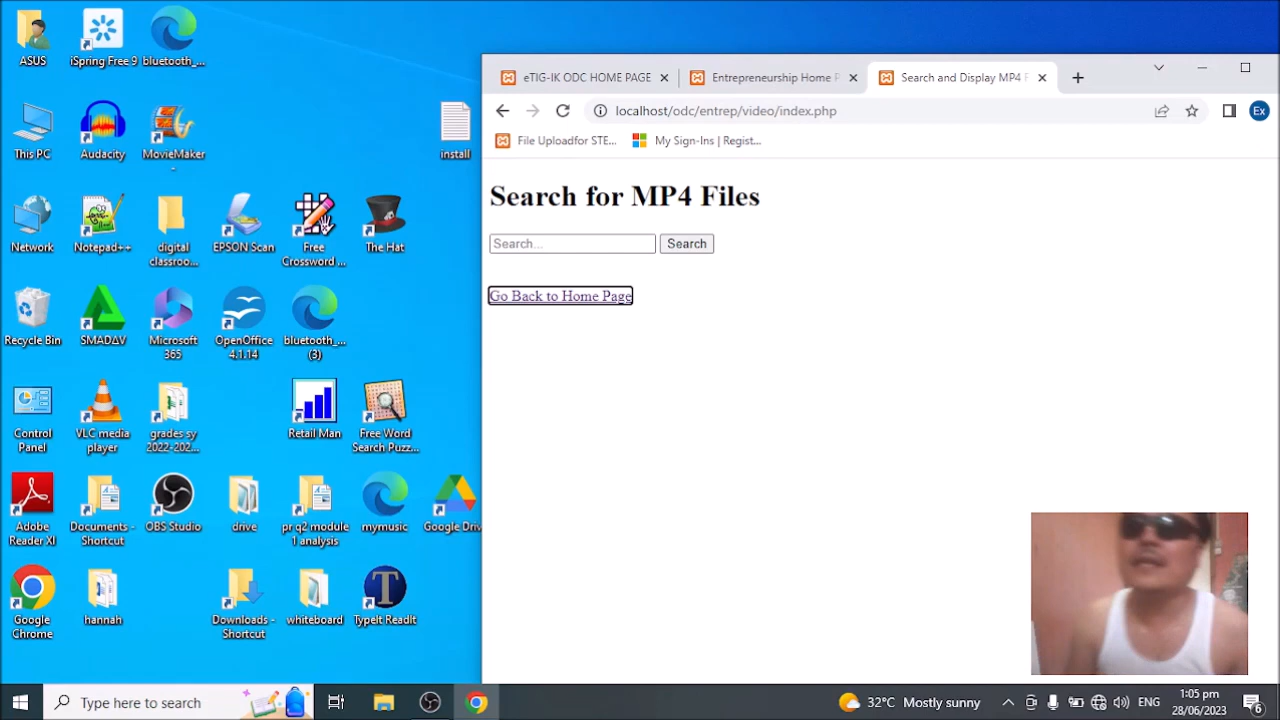 ASUS
iSpring Free 9
bluetooth_...
This PC
Audacity
MovieMaker
-
install
Network
Notepad++
digital
classroo...
EPSON Scan
Free
Crossword ...
The Hat
Recycle Bin
SMADAV
Microsoft
365
OpenOffice
4.1.14
bluetooth_...
(3)
Control
Panel
VLC media
player
grades sy
2022-202...
Retail Man
Free Word
Search Puzz...
Adobe
Reader XI
Documents -
Shortcut
OBS Studio
drive
pr q2 module
1 analysis
mymusic
Google Driv
Google
Chrome
hannah
Downloads -
Shortcut
whiteboard
TypeIt ReadIt
eTIG-IK ODC HOME PAGE
Entrepreneurship Home P
Search and Display MP4 F
localhost/odc/entrep/video/index.php
Ex
File Uploadfor STE...
My Sign-Ins | Regist...
Search for MP4 Files
Search...
Search
Go Back to Home Page
Type here to search
32°C Mostly sunny
ENG
1:05 pm
28/06/2023
6